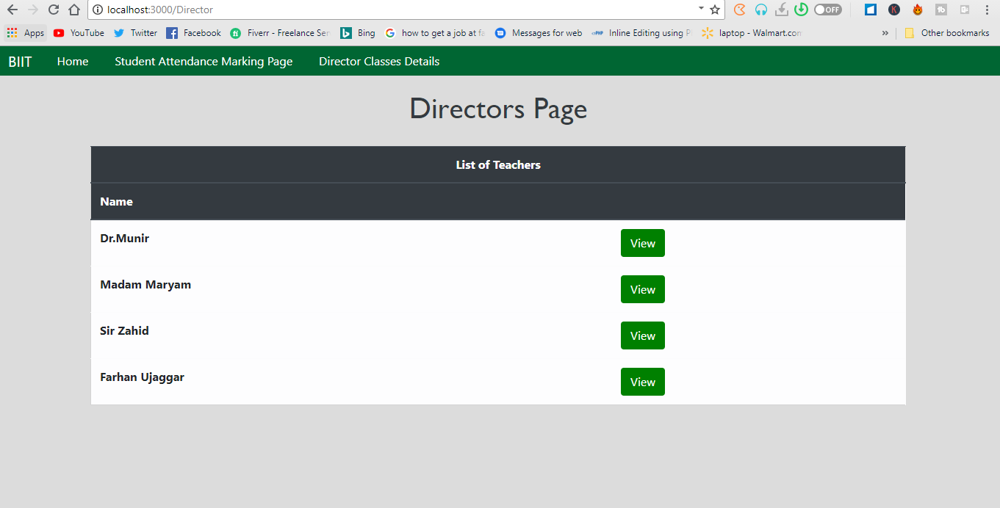 localhost:3000/Director
OFF
K
tb
Apps YouTube Twitter Facebook Fiverr - Freelance Ser Bing how to get a job at fa Messages for web Inline Editing using P laptop - Walmart.com » Other bookmarks
BIIT Home Student Attendance Marking Page Director Classes Details
Directors Page
List of Teachers
Name
Dr.Munir View
Madam Maryam View
Sir Zahid View
Farhan Ujaggar View